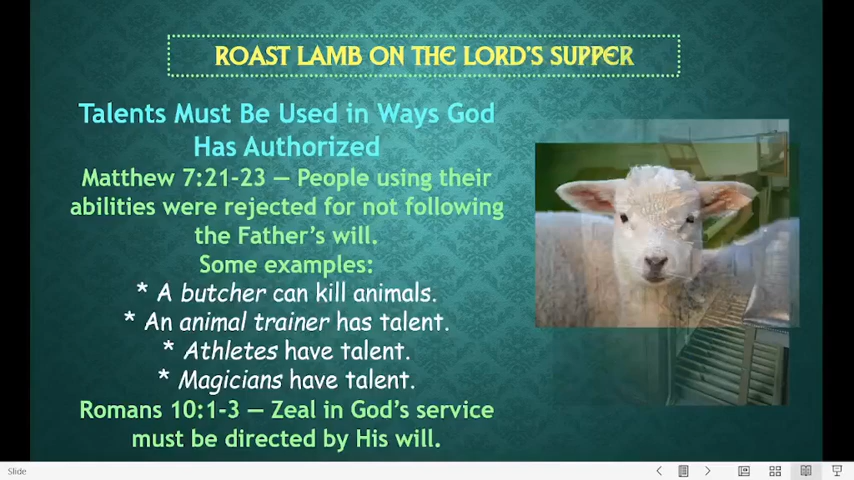 ROAST LAMB ON THE LORD'S SUPPER
Talents Must Be Used in Ways God
Has Authorized
Matthew 7:21-23 — People using their
abilities were rejected for not following
the Father's will.
Some examples:
* A butcher can kill animals.
* An animal trainer has talent.
* Athletes have talent.
* Magicians have talent.
Romans 10:1-3 — Zeal in God's service
must be directed by His will.
Slide